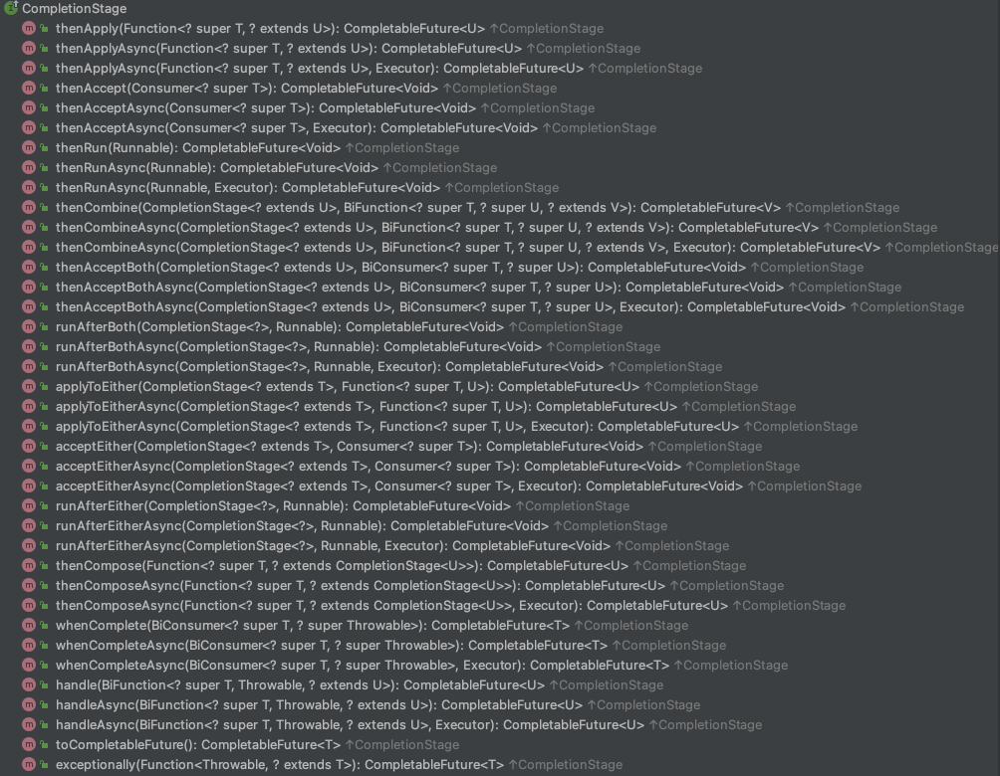 CompletionStage
thenApply(Function<? super T, ? extends U>): CompletableFuture<U> ↑CompletionStage
thenApplyAsync(Function<? super T, ? extends U>): CompletableFuture<U> ↑CompletionStage
thenApplyAsync(Function<? super T, ? extends U>, Executor): CompletableFuture<U> ↑CompletionStage
thenAccept(Consumer<? super T>): CompletableFuture<Void> ↑CompletionStage
thenAcceptAsync(Consumer<? super T>): CompletableFuture<Void> ↑CompletionStage
thenAcceptAsync(Consumer<? super T>, Executor): CompletableFuture<Void> ↑CompletionStage
thenRun(Runnable): CompletableFuture<Void> ↑CompletionStage
thenRunAsync(Runnable): CompletableFuture<Void> ↑CompletionStage
thenRunAsync(Runnable, Executor): CompletableFuture<Void> ↑CompletionStage
thenCombine(CompletionStage<? extends U>, BiFunction<? super T, ? super U, ? extends V>): CompletableFuture<V> ↑CompletionStage
thenCombineAsync(CompletionStage<? extends U>, BiFunction<? super T, ? super U, ? extends V>): CompletableFuture<V> ↑CompletionStage
thenCombineAsync(CompletionStage<? extends U>, BiFunction<? super T, ? super U, ? extends V>, Executor): CompletableFuture<V> ↑CompletionStage
thenAcceptBoth(CompletionStage<? extends U>, BiConsumer<? super T, ? super U>): CompletableFuture<Void> ↑CompletionStage
thenAcceptBothAsync(CompletionStage<? extends U>, BiConsumer<? super T, ? super U>): CompletableFuture<Void> ↑CompletionStage
thenAcceptBothAsync(CompletionStage<? extends U>, BiConsumer<? super T, ? super U>, Executor): CompletableFuture<Void> ↑CompletionStage
runAfterBoth(CompletionStage<?>, Runnable): CompletableFuture<Void> ↑CompletionStage
runAfterBothAsync(CompletionStage<?>, Runnable): CompletableFuture<Void> ↑CompletionStage
runAfterBothAsync(CompletionStage<?>, Runnable, Executor): CompletableFuture<Void> ↑CompletionStage
applyToEither(CompletionStage<? extends T>, Function<? super T, U>): CompletableFuture<U> ↑CompletionStage
applyToEitherAsync(CompletionStage<? extends T>, Function<? super T, U>): CompletableFuture<U> ↑CompletionStage
applyToEitherAsync(CompletionStage<? extends T>, Function<? super T, U>, Executor): CompletableFuture<U> ↑CompletionStage
acceptEither(CompletionStage<? extends T>, Consumer<? super T>): CompletableFuture<Void> ↑CompletionStage
acceptEitherAsync(CompletionStage<? extends T>, Consumer<? super T>): CompletableFuture<Void> ↑CompletionStage
acceptEitherAsync(CompletionStage<? extends T>, Consumer<? super T>, Executor): CompletableFuture<Void> ↑CompletionStage
runAfterEither(CompletionStage<?>, Runnable): CompletableFuture<Void> ↑CompletionStage
runAfterEitherAsync(CompletionStage<?>, Runnable): CompletableFuture<Void> ↑CompletionStage
runAfterEitherAsync(CompletionStage<?>, Runnable, Executor): CompletableFuture<Void> ↑CompletionStage
thenCompose(Function<? super T, ? extends CompletionStage<U>>): CompletableFuture<U> ↑CompletionStage
thenComposeAsync(Function<? super T, ? extends CompletionStage<U>>): CompletableFuture<U> ↑CompletionStage
thenComposeAsync(Function<? super T, ? extends CompletionStage<U>>, Executor): CompletableFuture<U> ↑CompletionStage
whenComplete(BiConsumer<? super T, ? super Throwable>): CompletableFuture<T> ↑CompletionStage
whenCompleteAsync(BiConsumer<? super T, ? super Throwable>): CompletableFuture<T> ↑CompletionStage
whenCompleteAsync(BiConsumer<? super T, ? super Throwable>, Executor): CompletableFuture<T> ↑CompletionStage
handle(BiFunction<? super T, Throwable, ? extends U>): CompletableFuture<U> ↑CompletionStage
handleAsync(BiFunction<? super T, Throwable, ? extends U>): CompletableFuture<U> ↑CompletionStage
handleAsync(BiFunction<? super T, Throwable, ? extends U>, Executor): CompletableFuture<U> ↑CompletionStage
toCompletableFuture(): CompletableFuture<T> ↑CompletionStage
exceptionally(Function<Throwable, ? extends T>): CompletableFuture<T> ↑CompletionStage